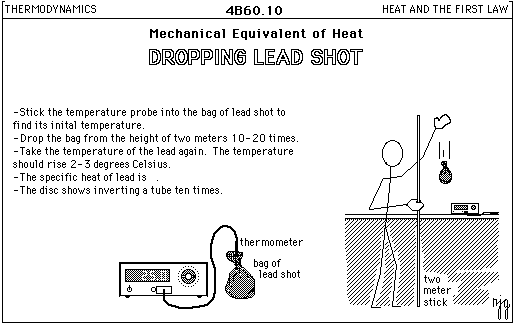 THERMODYNAMICS
4B60.10
HEAT AND THE FIRST LAW
Mechanical Equivalent of Heat
DROPPING LEAD SHOT
-Stick the temperature probe into the bag of lead shot to
find its inital temperature.
-Drop the bag from the height of two meters 10-20 times.
-Take the temperature of the lead again. The temperature
should rise 2-3 degrees Celsius.
-The specific heat of lead is .
-The disc shows inverting a tube ten times.
thermometer
bag of
lead shot
two
meter
stick